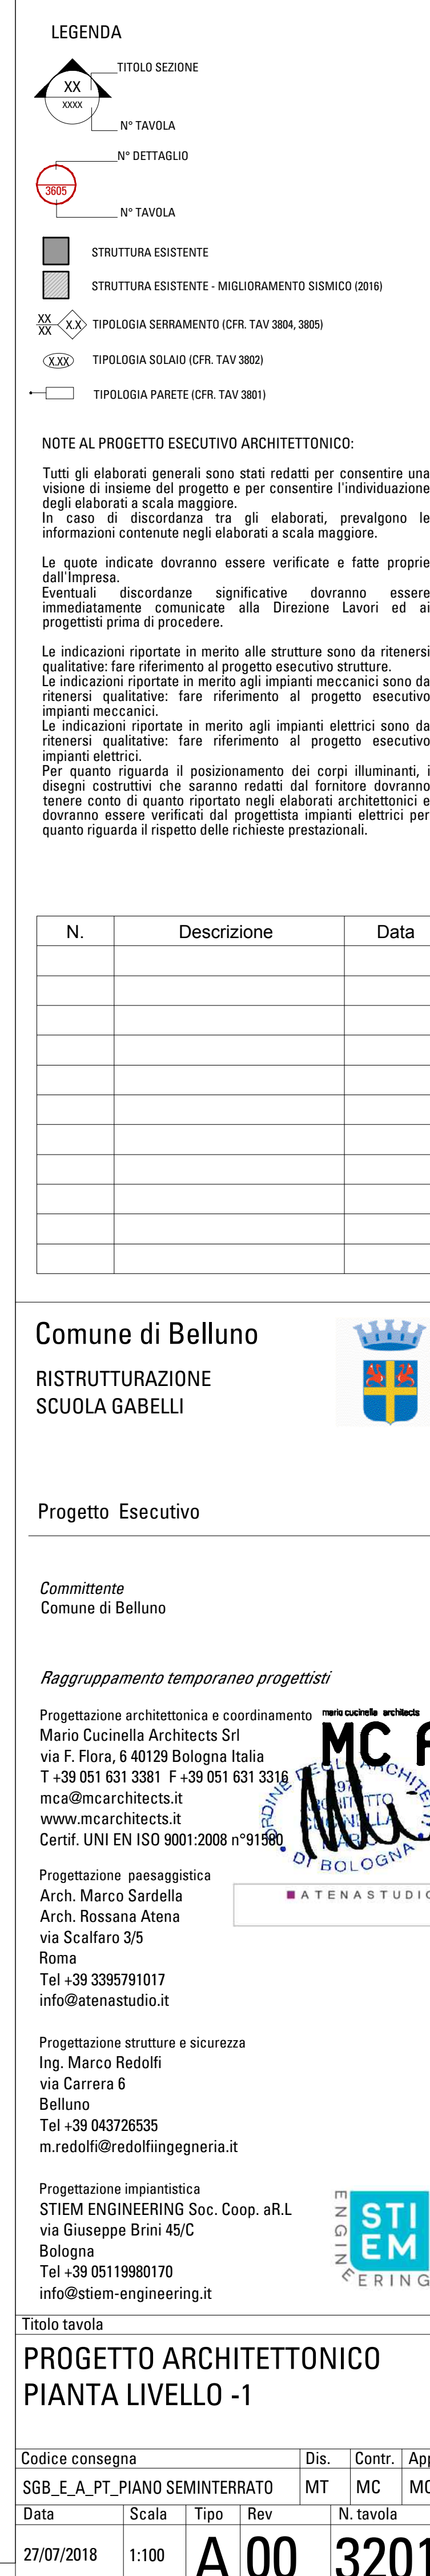 LEGENDA
XX
XXXX
TITOLO SEZIONE
N° TAVOLA
N° DETTAGLIO
3605
N° TAVOLA
STRUTTURA ESISTENTE
STRUTTURA ESISTENTE - MIGLIORAMENTO SISMICO (2016)
XX
XX
X.X
TIPOLOGIA SERRAMENTO (CFR. TAV 3804, 3805)
X.XX
TIPOLOGIA SOLAIO (CFR. TAV 3802)
TIPOLOGIA PARETE (CFR. TAV 3801)
NOTE AL PROGETTO ESECUTIVO ARCHITETTONICO:
Tutti gli elaborati generali sono stati redatti per consentire una
visione di insieme del progetto e per consentire l'individuazione
degli elaborati a scala maggiore.
In caso di discordanza tra gli elaborati, prevalgono le
informazioni contenute negli elaborati a scala maggiore.
Le quote indicate dovranno essere verificate e fatte proprie
dall'Impresa.
Eventuali discordanze significative dovranno essere
immediatamente comunicate alla Direzione Lavori ed ai
progettisti prima di procedere.
Le indicazioni riportate in merito alle strutture sono da ritenersi
qualitative: fare riferimento al progetto esecutivo strutture.
Le indicazioni riportate in merito agli impianti meccanici sono da
ritenersi qualitative: fare riferimento al progetto esecutivo
impianti meccanici.
Le indicazioni riportate in merito agli impianti elettrici sono da
ritenersi qualitative: fare riferimento al progetto esecutivo
impianti elettrici.
Per quanto riguarda il posizionamento dei corpi illuminanti, i
disegni costruttivi che saranno redatti dal fornitore dovranno
tenere conto di quanto riportato negli elaborati architettonici e
dovranno essere verificati dal progettista impianti elettrici per
quanto riguarda il rispetto delle richieste prestazionali.
N. Descrizione Data
Comune di Belluno
RISTRUTTURAZIONE
SCUOLA GABELLI
Progetto Esecutivo
Committente
Comune di Belluno
Raggruppamento temporaneo progettisti
Progettazione architettonica e coordinamento
Mario Cucinella Architects Srl
via F. Flora, 6 40129 Bologna Italia
T +39 051 631 3381 F +39 051 631 3316
mca@mcarchitects.it
www.mcarchitects.it
Certif. UNI EN ISO 9001:2008 n°91580
mario cucinella architects
MC
BOLOGNA
Progettazione paesaggistica
Arch. Marco Sardella
Arch. Rossana Atena
via Scalfaro 3/5
Roma
Tel +39 3395791017
info@atenastudio.it
ATENASTUDIO
Progettazione strutture e sicurezza
Ing. Marco Redolfi
via Carrera 6
Belluno
Tel +39 043726535
m.redolfi@redolfiingegneria.it
Progettazione impiantistica
STIEM ENGINEERING Soc. Coop. aR.L
via Giuseppe Brini 45/C
Bologna
Tel +39 05119980170
info@stiem-engineering.it
STI
EM
ENGINEERING
Titolo tavola
PROGETTO ARCHITETTONICO
PIANTA LIVELLO -1
Codice consegna Dis. Contr. App
SGB_E_A_PT_PIANO SEMINTERRATO MT MC MC
Data Scala Tipo Rev N. tavola
27/07/2018 1:100 A 00 3201